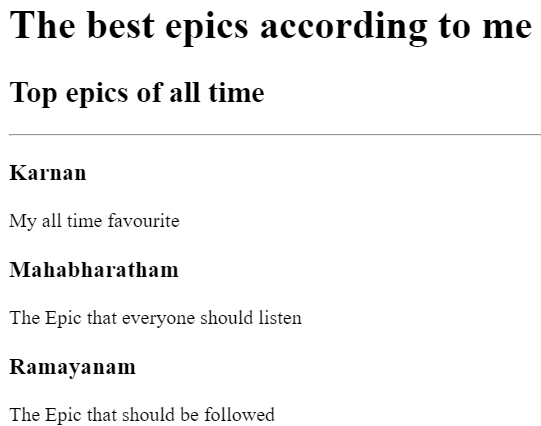 The best epics according to me
Top epics of all time
Karnan
My all time favourite
Mahabharatham
The Epic that everyone should listen
Ramayanam
The Epic that should be followed